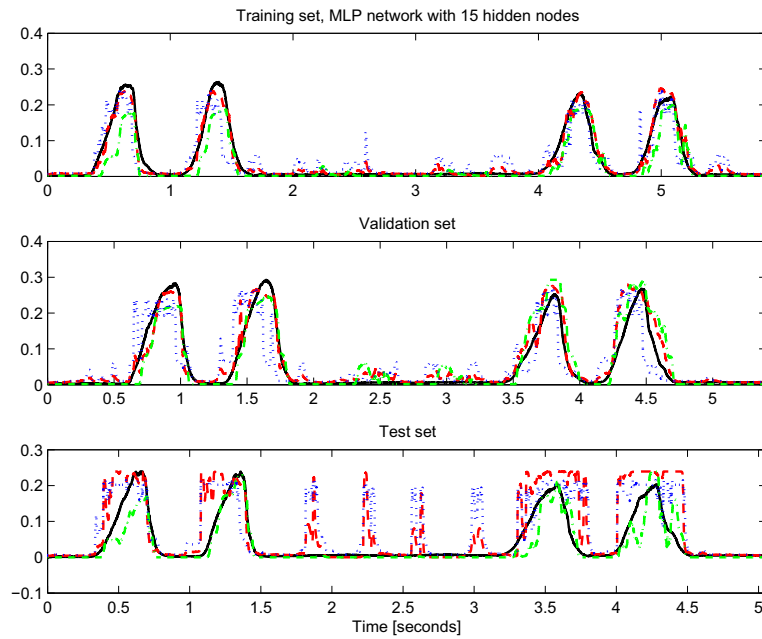 Training set, MLP network with 15 hidden nodes
0.4
0.3
0.2
0.1
0
0 1 2 3 4 5
Validation set
0.4
0.3
0.2
0.1
0
0 0.5 1 1.5 2 2.5 3 3.5 4 4.5 5
Test set
0.3
0.2
0.1
0
−0.1
0 0.5 1 1.5 2 2.5 3 3.5 4 4.5 5
Time [seconds]